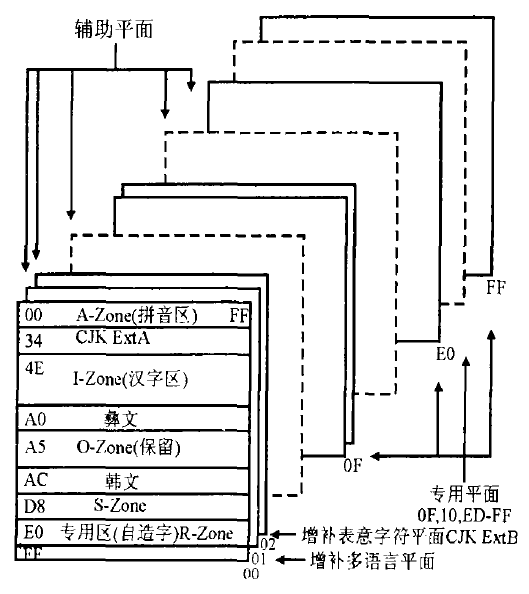 辅助平面
FF
E0
0F
00 A-Zone(拼音区) FF
34 CJK ExtA
4E
I-Zone(汉字区)
A0 彝文
A5 O-Zone(保留)
AC 韩文
D8 S-Zone
E0 专用区(自造字)R-Zone
FF
专用平面
0F,10,ED-FF
02 增补表意字符平面CJK ExtB
01 增补多语言平面
00